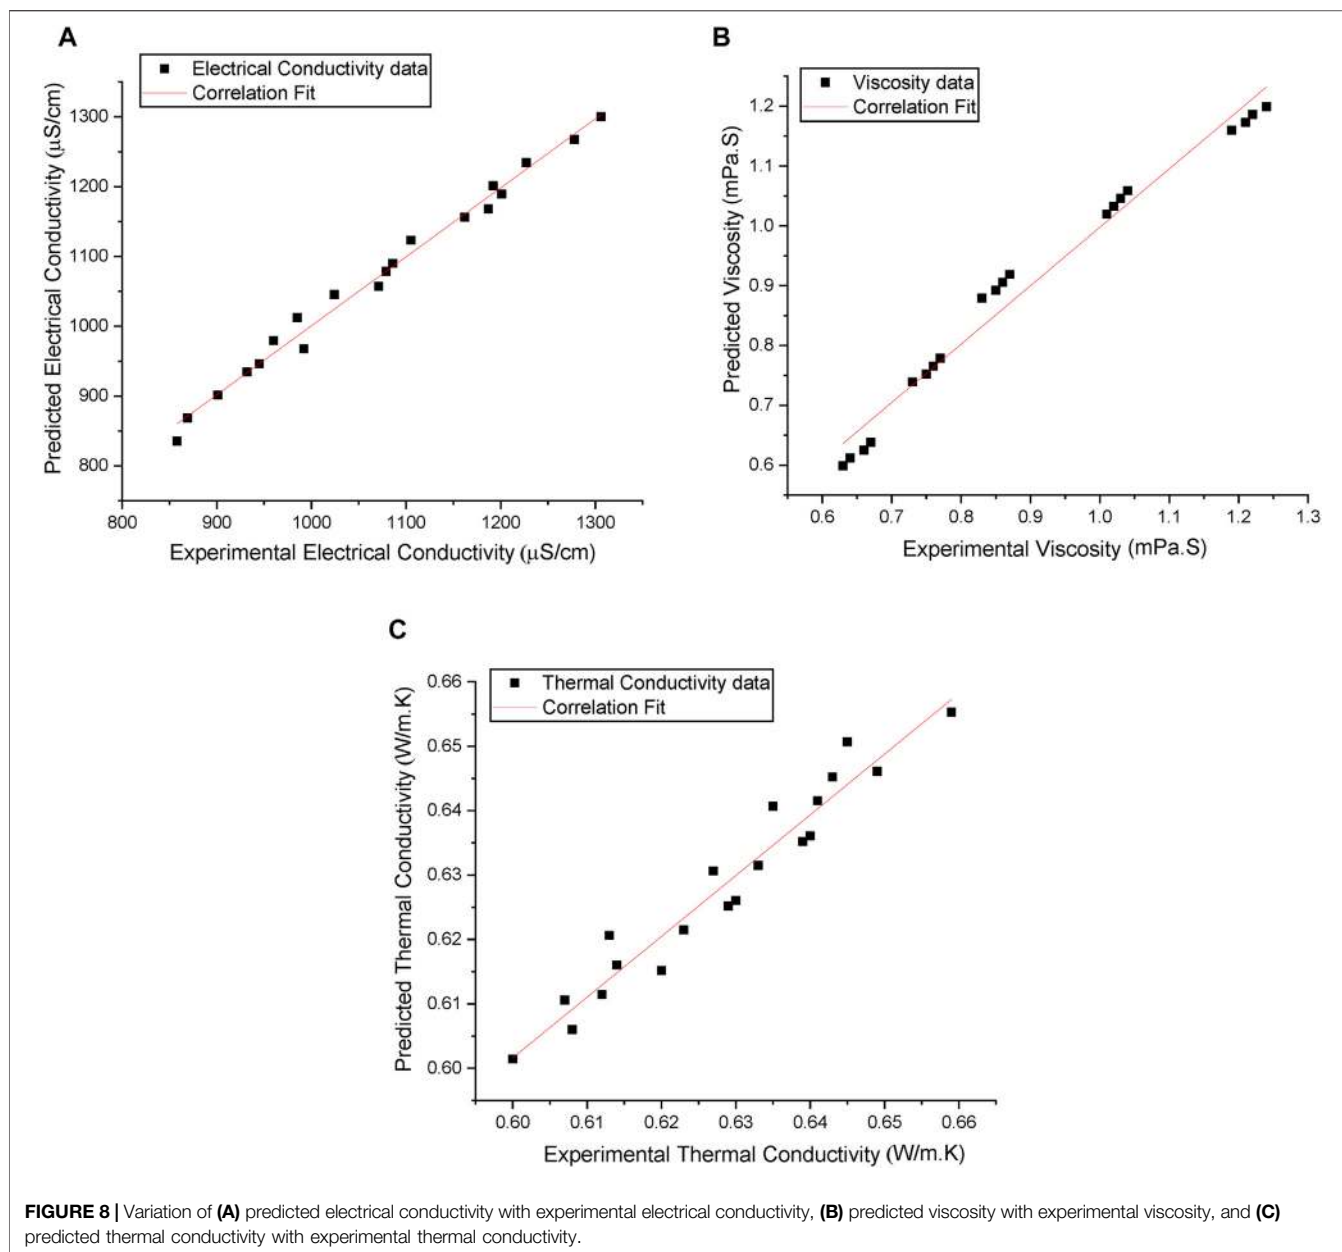 A
Electrical Conductivity data
Correlation Fit
Predicted Electrical Conductivity (μS/cm)
1300
1200
1100
1000
900
800
800 900 1000 1100 1200 1300
Experimental Electrical Conductivity (μS/cm)
B
Viscosity data
Correlation Fit
Predicted Viscosity (mPa.S)
1.2
1.1
1.0
0.9
0.8
0.7
0.6
0.6 0.7 0.8 0.9 1.0 1.1 1.2 1.3
Experimental Viscosity (mPa.S)
C
Thermal Conductivity data
Correlation Fit
Predicted Thermal Conductivity (W/m.K)
0.66
0.65
0.64
0.63
0.62
0.61
0.60
0.60 0.61 0.62 0.63 0.64 0.65 0.66
Experimental Thermal Conductivity (W/m.K)
FIGURE 8 | Variation of (A) predicted electrical conductivity with experimental electrical conductivity, (B) predicted viscosity with experimental viscosity, and (C)
predicted thermal conductivity with experimental thermal conductivity.